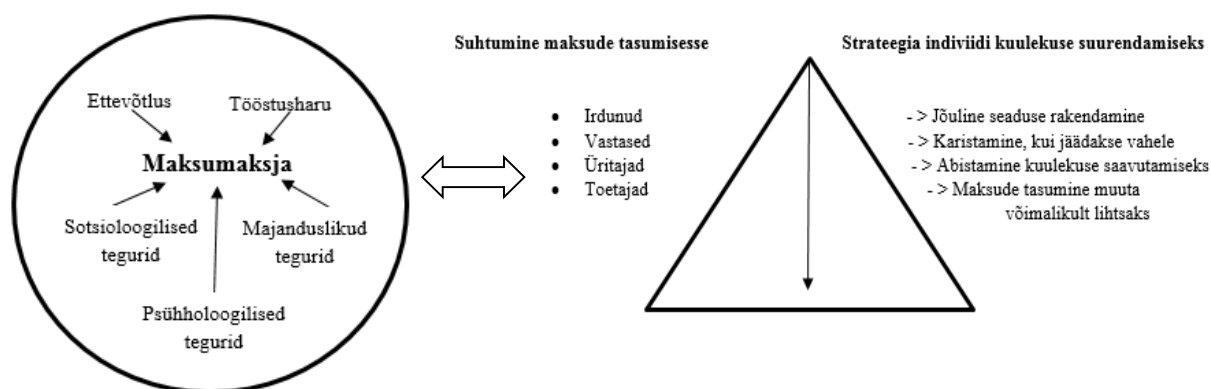 Suhtumine maksude tasumisesse
Strateegia indiviidi kuulekuse suurendamiseks
Ettevõtlus
Tööstusharu
Maksumaksja
Sotsioloogilised
tegurid
Majanduslikud
tegurid
Psühholoogilised
tegurid
• Irdunud
• Vastased
• Üritajad
• Toetajad
- > Jõuline seaduse rakendamine
- > Karistamine, kui jäädakse vahele
- > Abistamine kuulekuse saavutamiseks
- > Maksude tasumine muuta
võimalikult lihtsaks